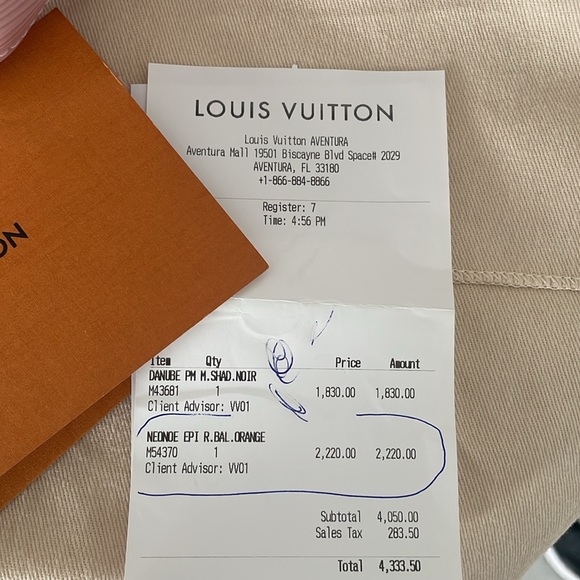 ON
LOUIS VUITTON
Louis Vuitton AVENTURA
Aventura Mall 19501 Biscayne Blvd Space# 2029
AVENTURA, FL 33180
+1-866-884-8866
Register: 7
Time: 4:56 PM
Item Qty Price Amount
DANUBE PM M.SHAD.NOIR
M43681 1 1,830.00 1,830.00
Client Advisor: VV01
NEONOE EPI R.BAL.ORANGE
M54370 1 2,220.00 2,220.00
Client Advisor: VV01
Subtotal 4,050.00
Sales Tax 283.50
Total 4,333.50